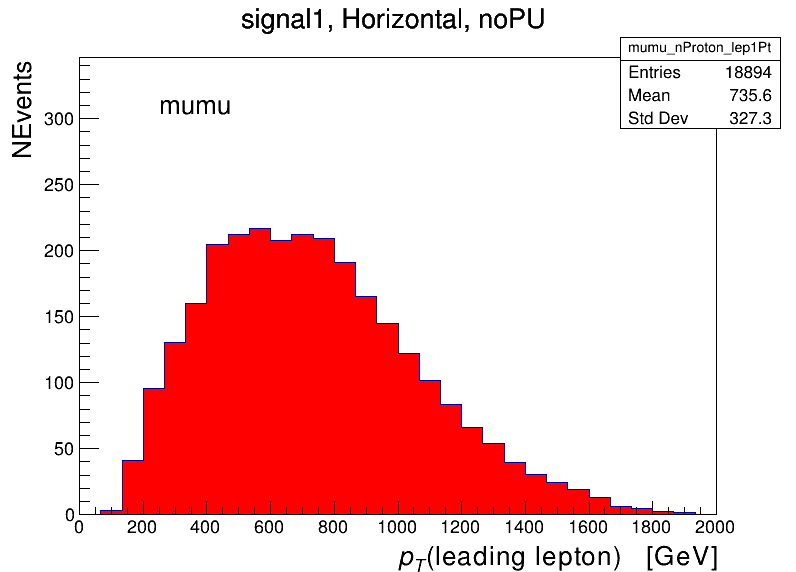 signal1, Horizontal, noPU
mumu_nProton_lep1Pt
Entries 18894
Mean 735.6
Std Dev 327.3
NEvents
mumu
300
250
200
150
100
50
0
0 200 400 600 800 1000 1200 1400 1600 1800 2000
p_T(leading lepton) [GeV]